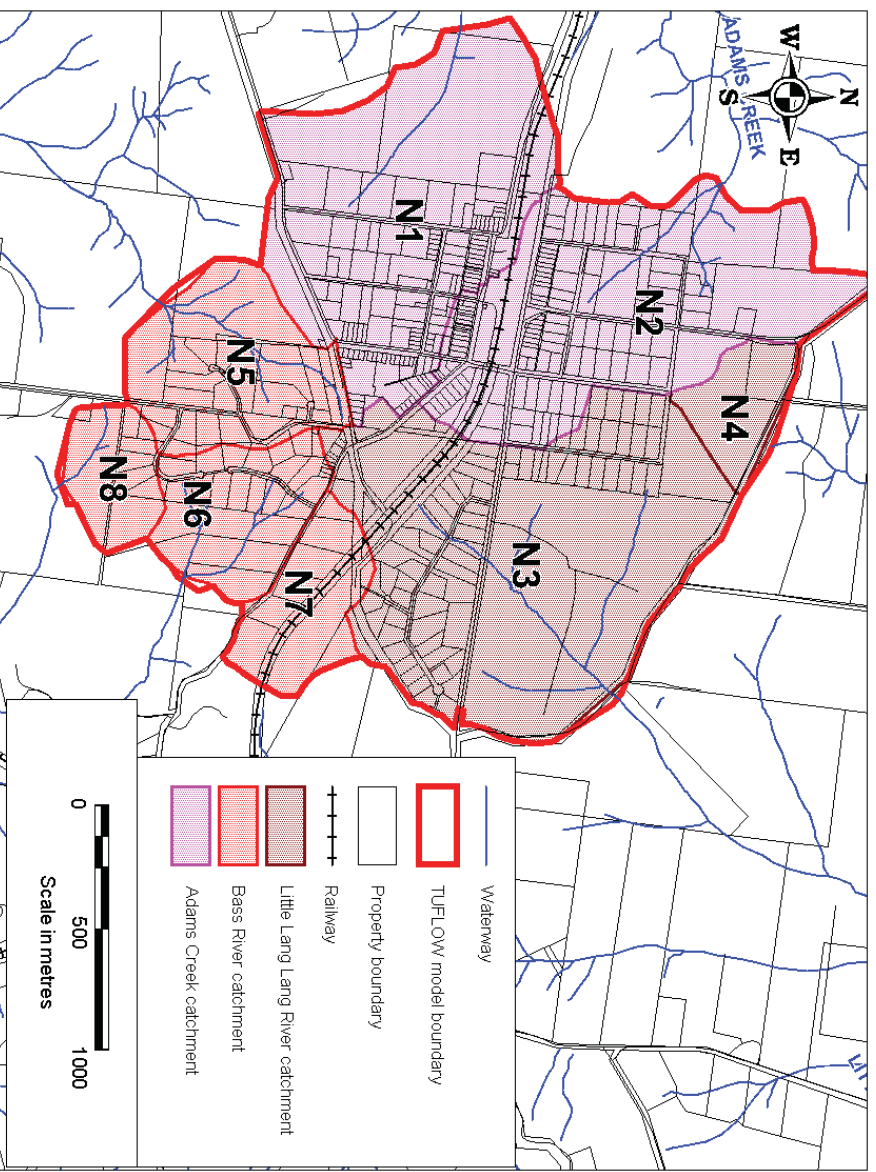 N
W
E
S
ADAMS CREEK
N1
N2
N3
N4
N5
N6
N7
N8
Waterway
TUFLOW model boundary
Property boundary
Railway
Little Lang Lang River catchment
Bass River catchment
Adams Creek catchment
0 500 1000
Scale in metres